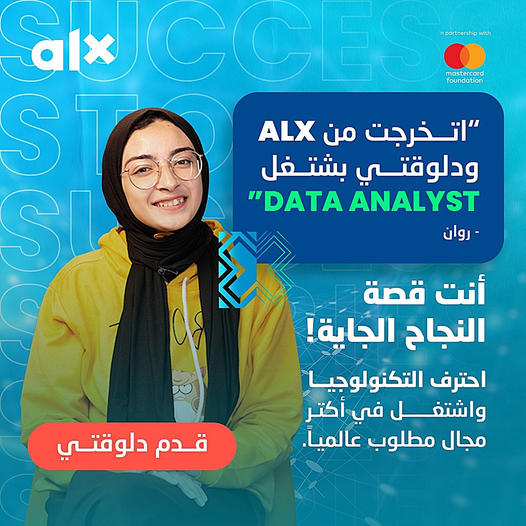 SUCCESS
alx
in partnership with
mastercard
foundation
"اتخرجت من ALX
ودلوقتي بشتغل
DATA ANALYST"
- روان
أنت قصة
النجاح الجاية!
احترف التكنولوجيا
واشتغل في أكتر
مجال مطلوب عالمياً.
قدم دلوقتي